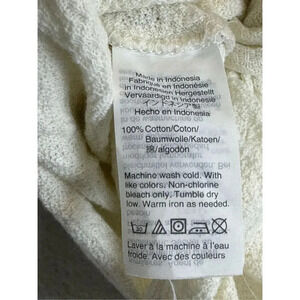 Made in Indonesia
Fabriqué en Indonésie
in Indonesien Hergestellt
Vervaardigd in Indonesië
インドネシア製
Hecho en Indonesia
100% Cotton/Coton/
Baumwolle/Katoen/
綿/algodón
Machine wash cold. With
like colors. Non-chlorine
bleach only. Tumble dry
low. Warm iron as needed.
Laver à la machine à l'eau
froide. Avec des couleurs